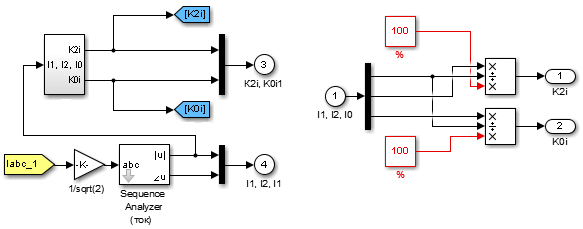 [K2i]
K2i
I1, I2, I0
K0i
3
K2i, K0i1
[K0i]
Iabc_1
-K-
1/sqrt(2)
abc
|u|
∠u
Sequence
Analyzer
(ток)
4
I1, I2, I1
100
%
×
÷
×
1
K2i
1
I1, I2, I0
×
÷
×
2
K0i
100
%